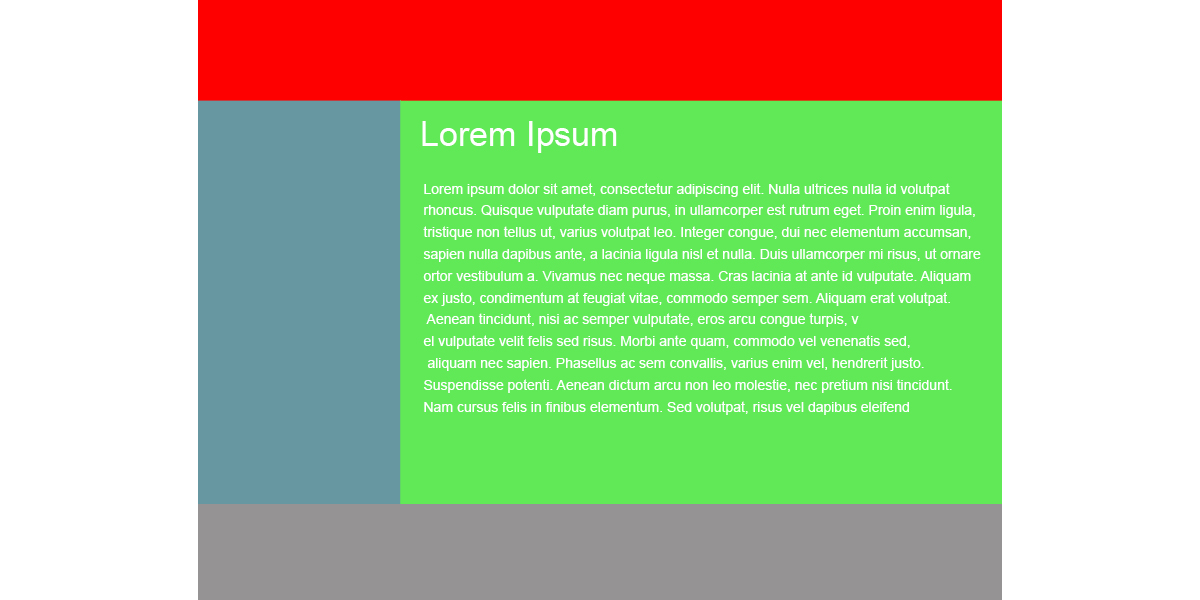 Lorem Ipsum
Lorem ipsum dolor sit amet, consectetur adipiscing elit. Nulla ultrices nulla id volutpat
rhoncus. Quisque vulputate diam purus, in ullamcorper est rutrum eget. Proin enim ligula,
tristique non tellus ut, varius volutpat leo. Integer congue, dui nec elementum accumsan,
sapien nulla dapibus ante, a lacinia ligula nisl et nulla. Duis ullamcorper mi risus, ut ornare
ortor vestibulum a. Vivamus nec neque massa. Cras lacinia at ante id vulputate. Aliquam
ex justo, condimentum at feugiat vitae, commodo semper sem. Aliquam erat volutpat.
Aenean tincidunt, nisi ac semper vulputate, eros arcu congue turpis, v
el vulputate velit felis sed risus. Morbi ante quam, commodo vel venenatis sed,
aliquam nec sapien. Phasellus ac sem convallis, varius enim vel, hendrerit justo.
Suspendisse potenti. Aenean dictum arcu non leo molestie, nec pretium nisi tincidunt.
Nam cursus felis in finibus elementum. Sed volutpat, risus vel dapibus eleifend